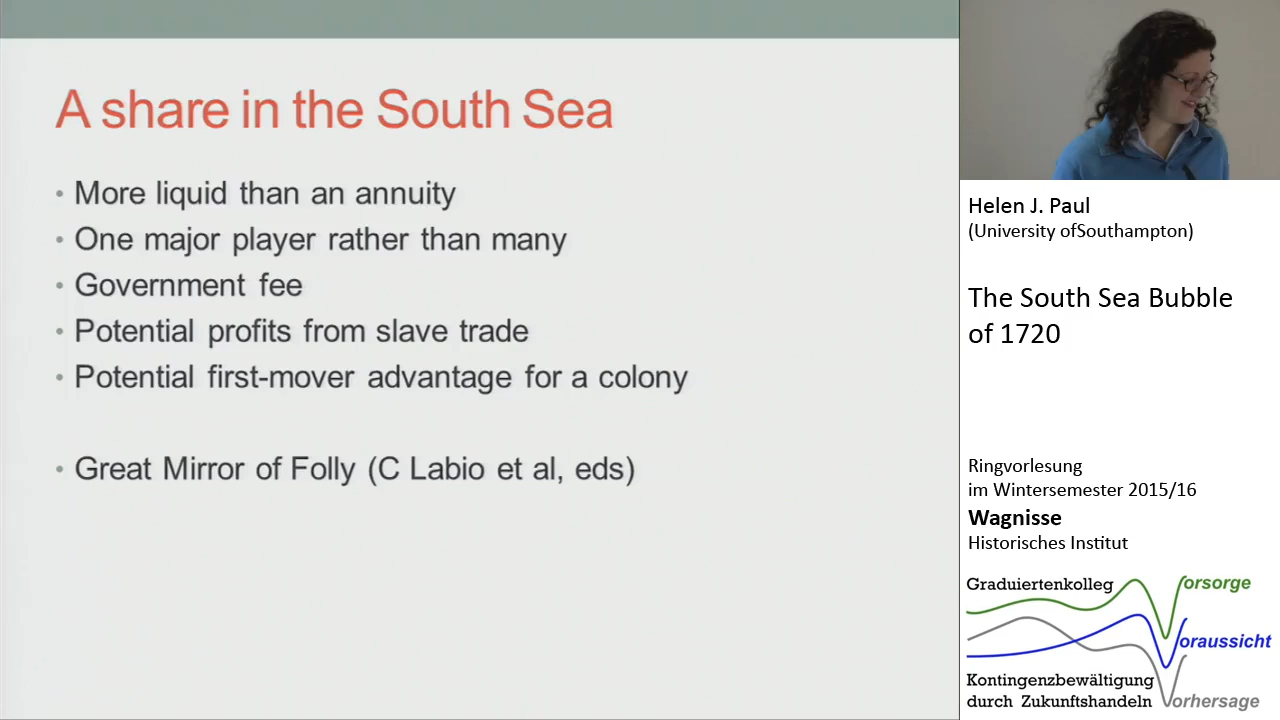 A share in the South Sea
• More liquid than an annuity
• One major player rather than many
• Government fee
• Potential profits from slave trade
• Potential first-mover advantage for a colony
• Great Mirror of Folly (C Labio et al, eds)
Helen J. Paul
(University ofSouthampton)
The South Sea Bubble
of 1720
Ringvorlesung
im Wintersemester 2015/16
Wagnisse
Historisches Institut
Graduiertenkolleg
Vorsorge
Voraussicht
Kontingenzbewältigung
durch Zukunftshandeln
Vorhersage